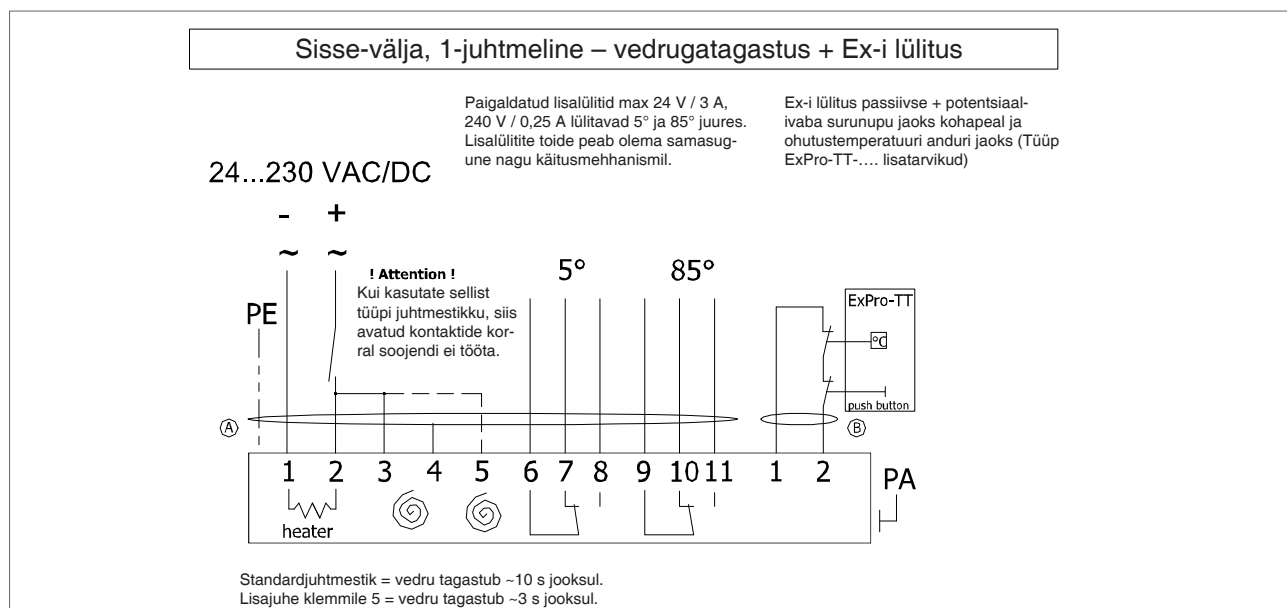 Sisse-välja, 1-juhtmeline – vedrugatagastus + Ex-i lülitus
Paigaldatud lisalülitid max 24 V / 3 A,
240 V / 0,25 A lülitavad 5° ja 85° juures.
Lisalülitite toide peab olema samasug-
une nagu käitusmehhanismil.
Ex-i lülitus passiivse + potentsiaal-
ivaba surunupu jaoks kohapeal ja
ohutustemperatuuri anduri jaoks (Tüüp
ExPro-TT-…. lisatarvikud)
24...230 VAC/DC
- +
~ ~
! Attention !
Kui kasutate sellist
tüüpi juhtmestikku, siis
avatud kontaktide kor-
ral soojendi ei tööta.
5° 85°
PE
ExPro-TT
°C
push button
A B
1 2 3 4 5 6 7 8 9 10 11 1 2
PA
heater
Standardjuhtmestik = vedru tagastub ~10 s jooksul.
Lisajuhe klemmile 5 = vedru tagastub ~3 s jooksul.